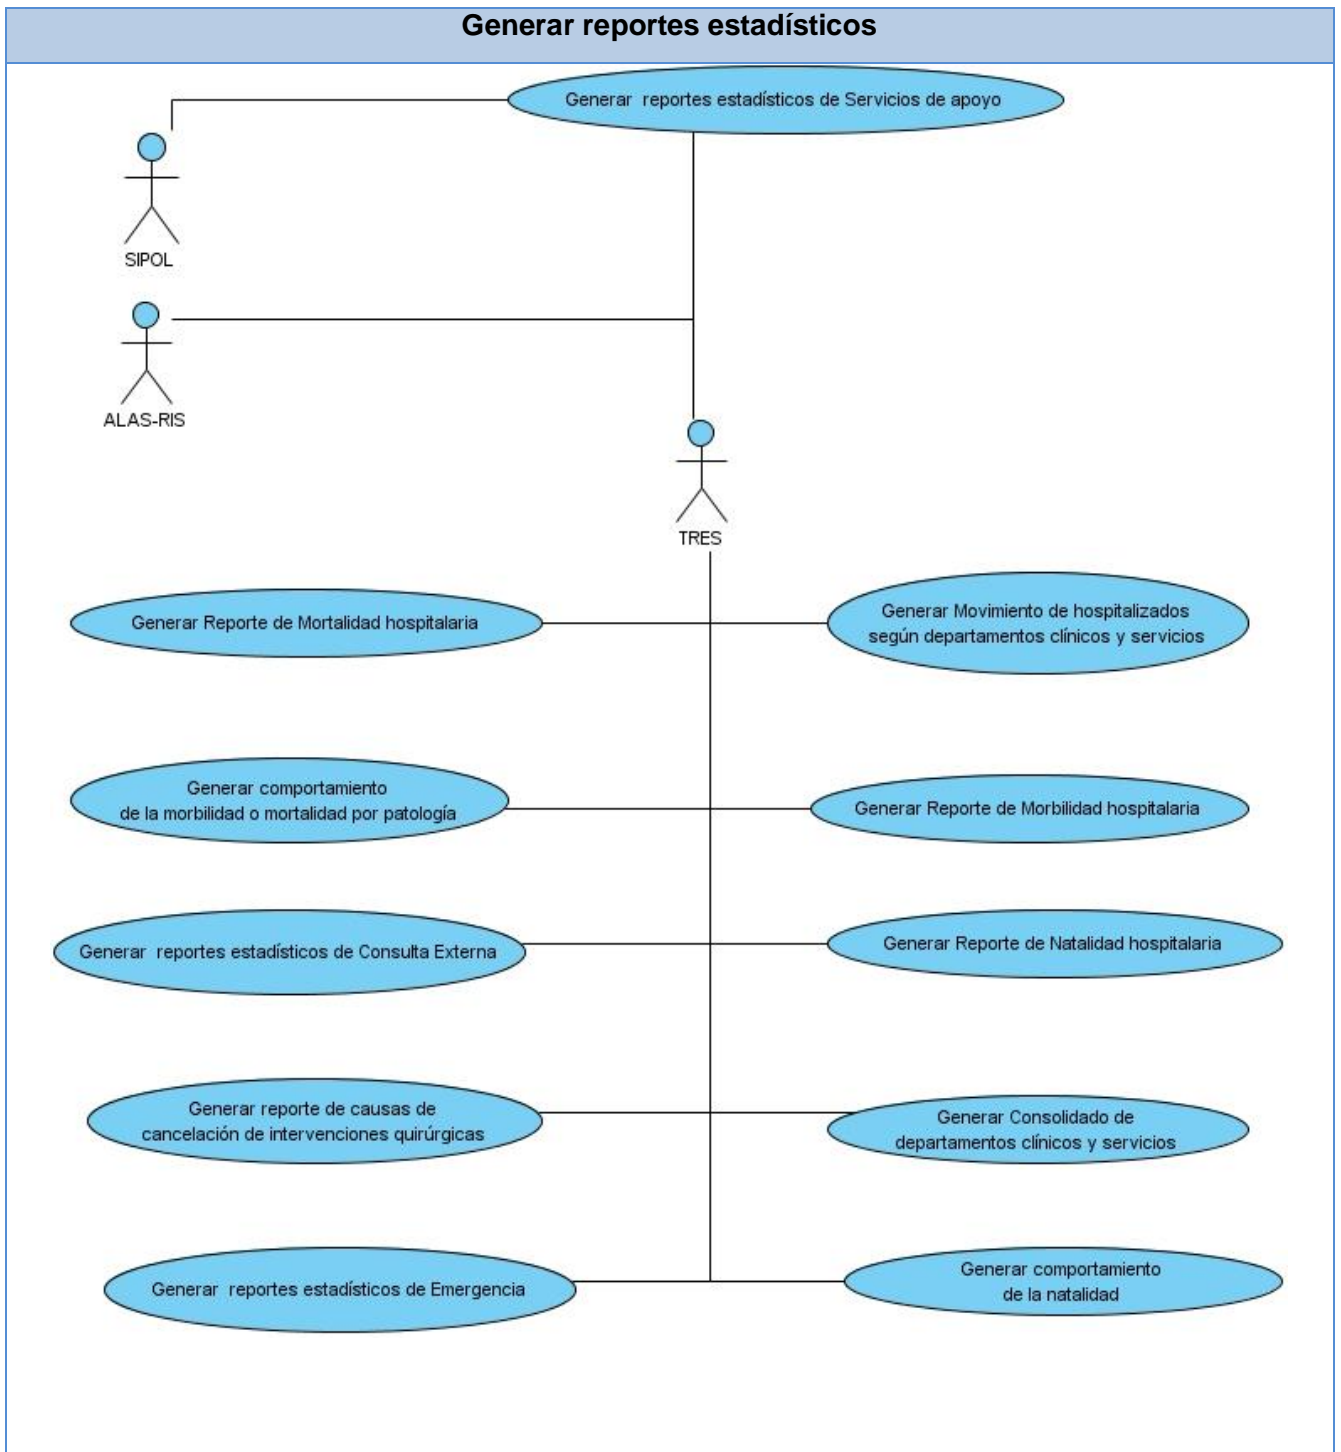 Generar reportes estadísticos
Generar reportes estadísticos de Servicios de apoyo
SIPOL
ALAS-RIS
TRES
Generar Reporte de Mortalidad hospitalaria
Generar Movimiento de hospitalizados
según departamentos clínicos y servicios
Generar comportamiento
de la morbilidad o mortalidad por patología
Generar Reporte de Morbilidad hospitalaria
Generar reportes estadísticos de Consulta Externa
Generar Reporte de Natalidad hospitalaria
Generar reporte de causas de
cancelación de intervenciones quirúrgicas
Generar Consolidado de
departamentos clínicos y servicios
Generar reportes estadísticos de Emergencia
Generar comportamiento
de la natalidad